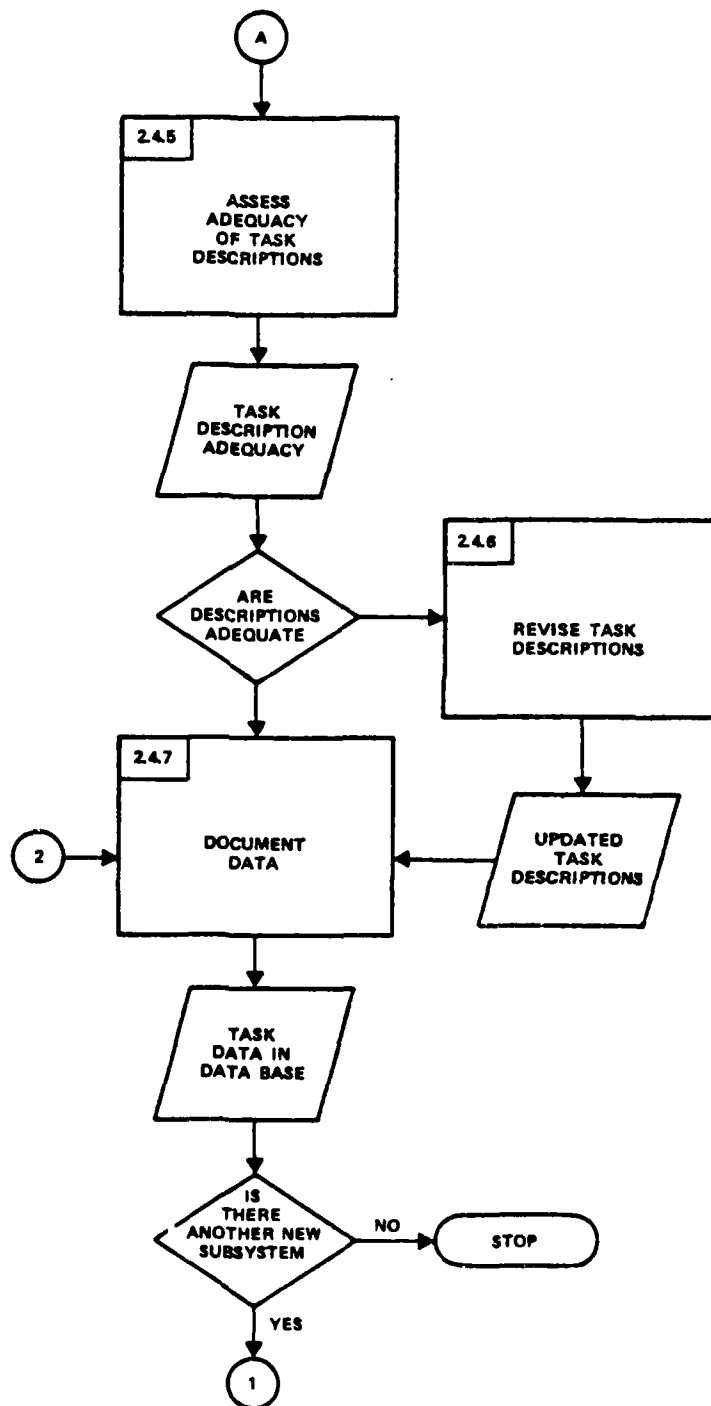 A
2.4.5
ASSESS
ADEQUACY
OF TASK
DESCRIPTIONS
TASK
DESCRIPTION
ADEQUACY
ARE
DESCRIPTIONS
ADEQUATE
2.4.6
REVISE TASK
DESCRIPTIONS
2.4.7
DOCUMENT
DATA
2
UPDATED
TASK
DESCRIPTIONS
TASK
DATA IN
DATA BASE
IS
THERE
ANOTHER NEW
SUBSYSTEM
NO
STOP
YES
1